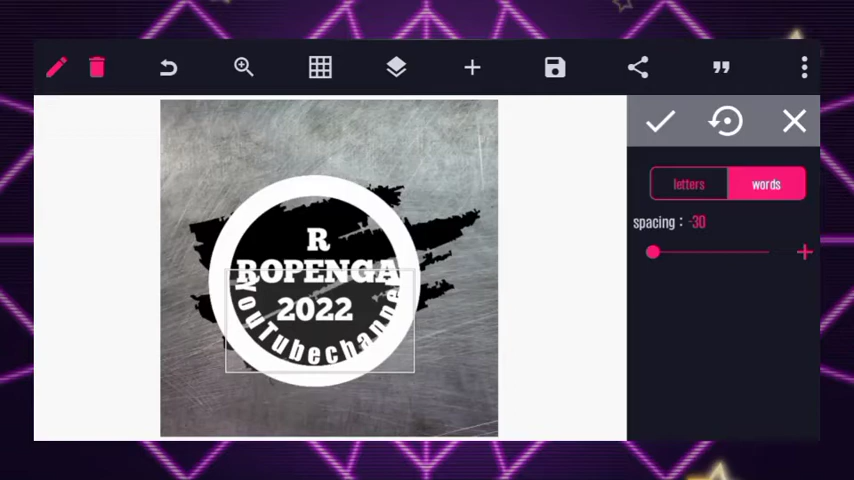 letters words
spacing : -30
R
ROPENGA
2022
YouTubechannel